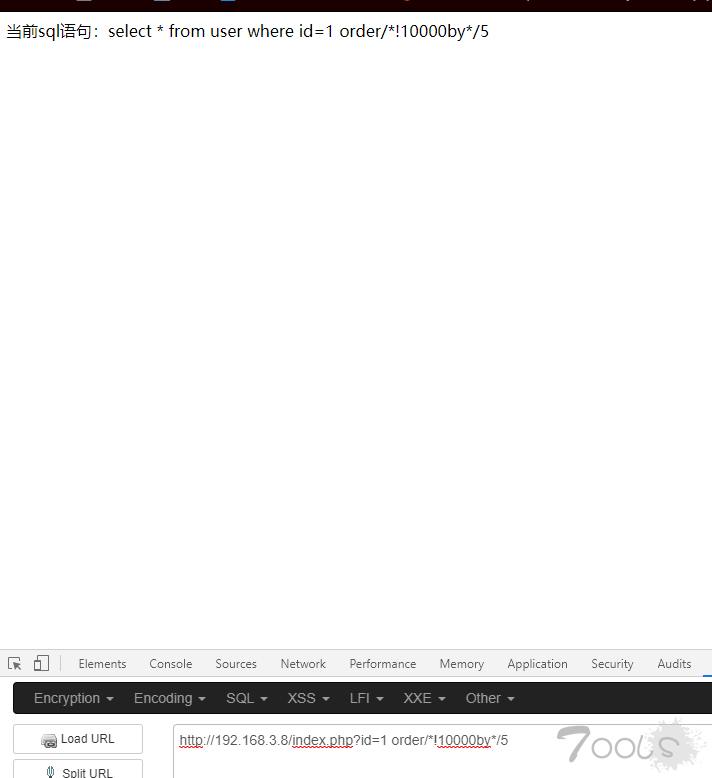 当前sql语句：select * from user where id=1 order/*!10000by*/5
Elements Console Sources Network Performance Memory Application Security Audits
Encryption Encoding SQL XSS LFI XXE Other
Load URL
http://192.168.3.8/index.php?id=1 order/*!10000by*/5
Split URL
7ools